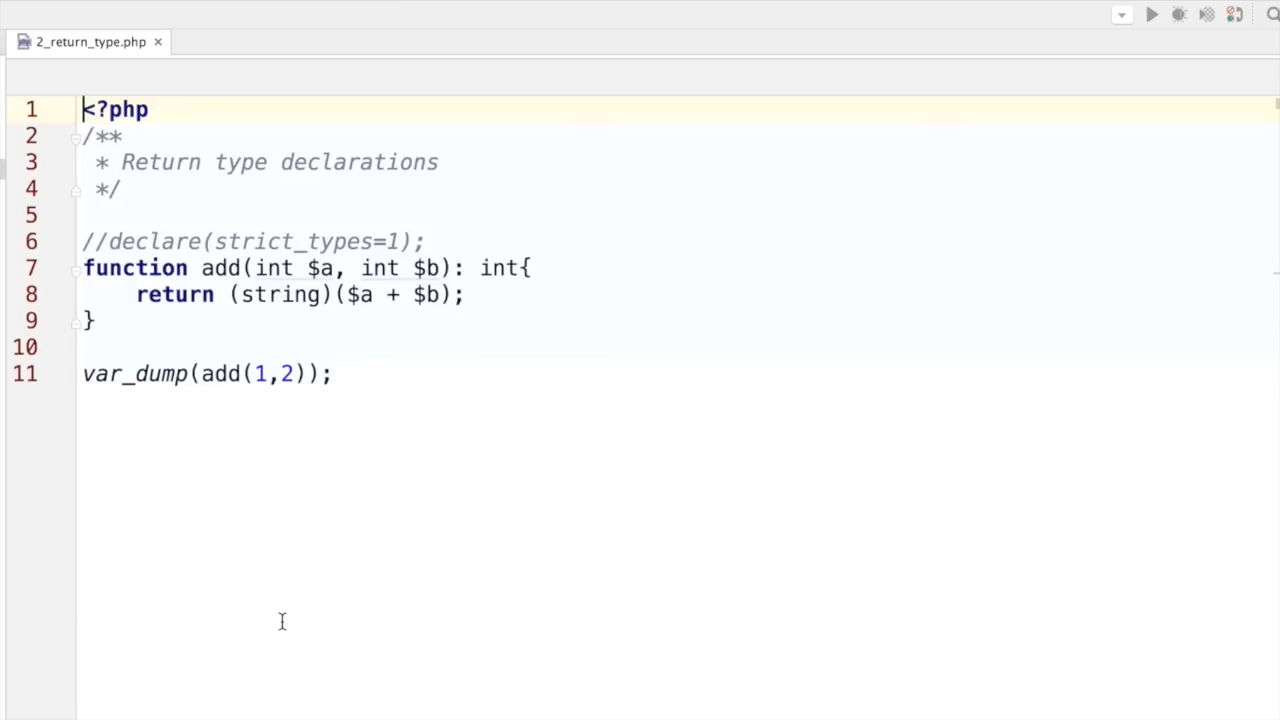 2_return_type.php ×
1 <?php
2 /**
3  * Return type declarations
4  */
5
6 //declare(strict_types=1);
7 function add(int $a, int $b): int{
8     return (string)($a + $b);
9 }
10
11 var_dump(add(1,2));